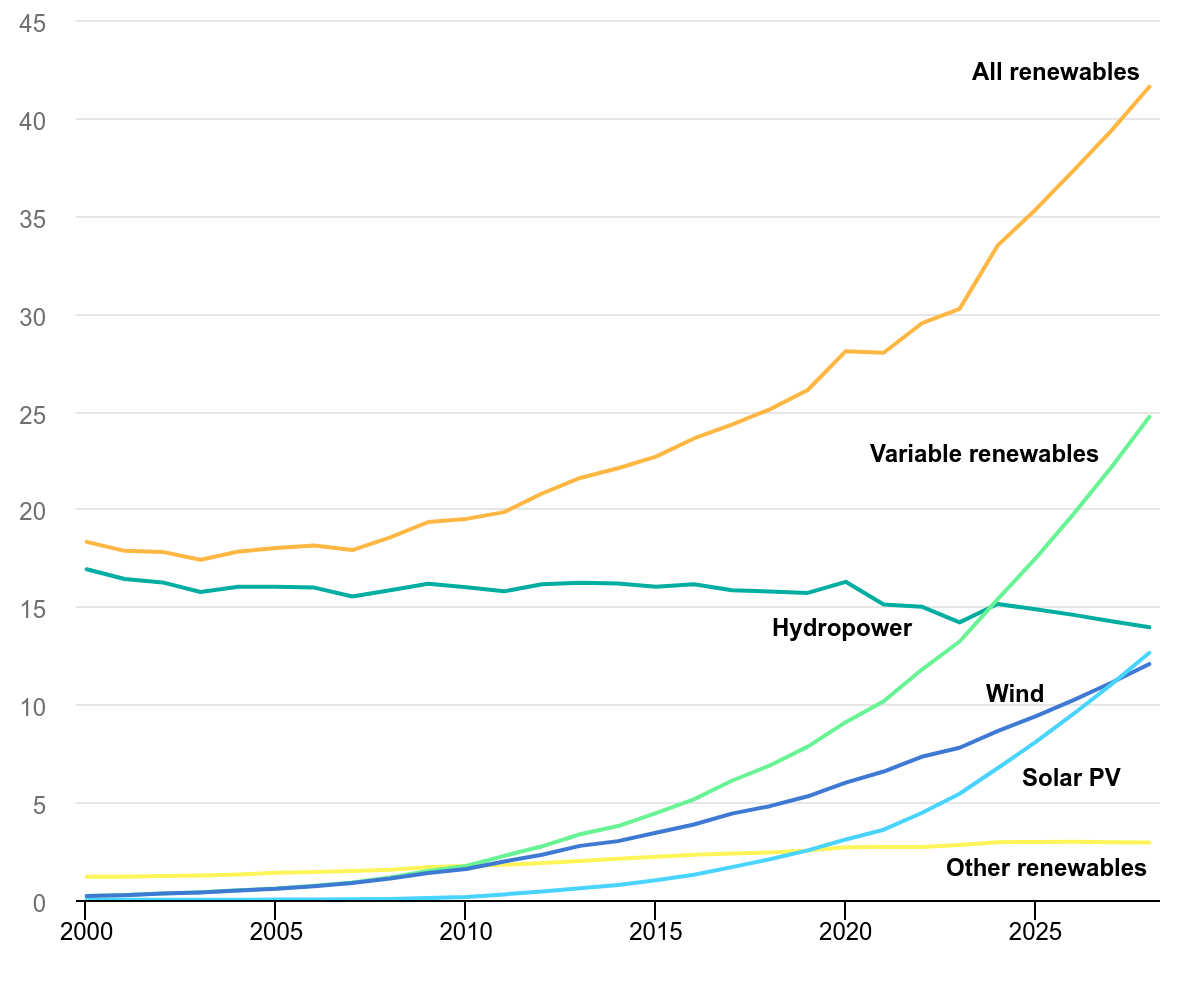 45
All renewables
40
35
30
25
Variable renewables
20
15
Hydropower
Wind
10
Solar PV
5
Other renewables
0
2000 2005 2010 2015 2020 2025